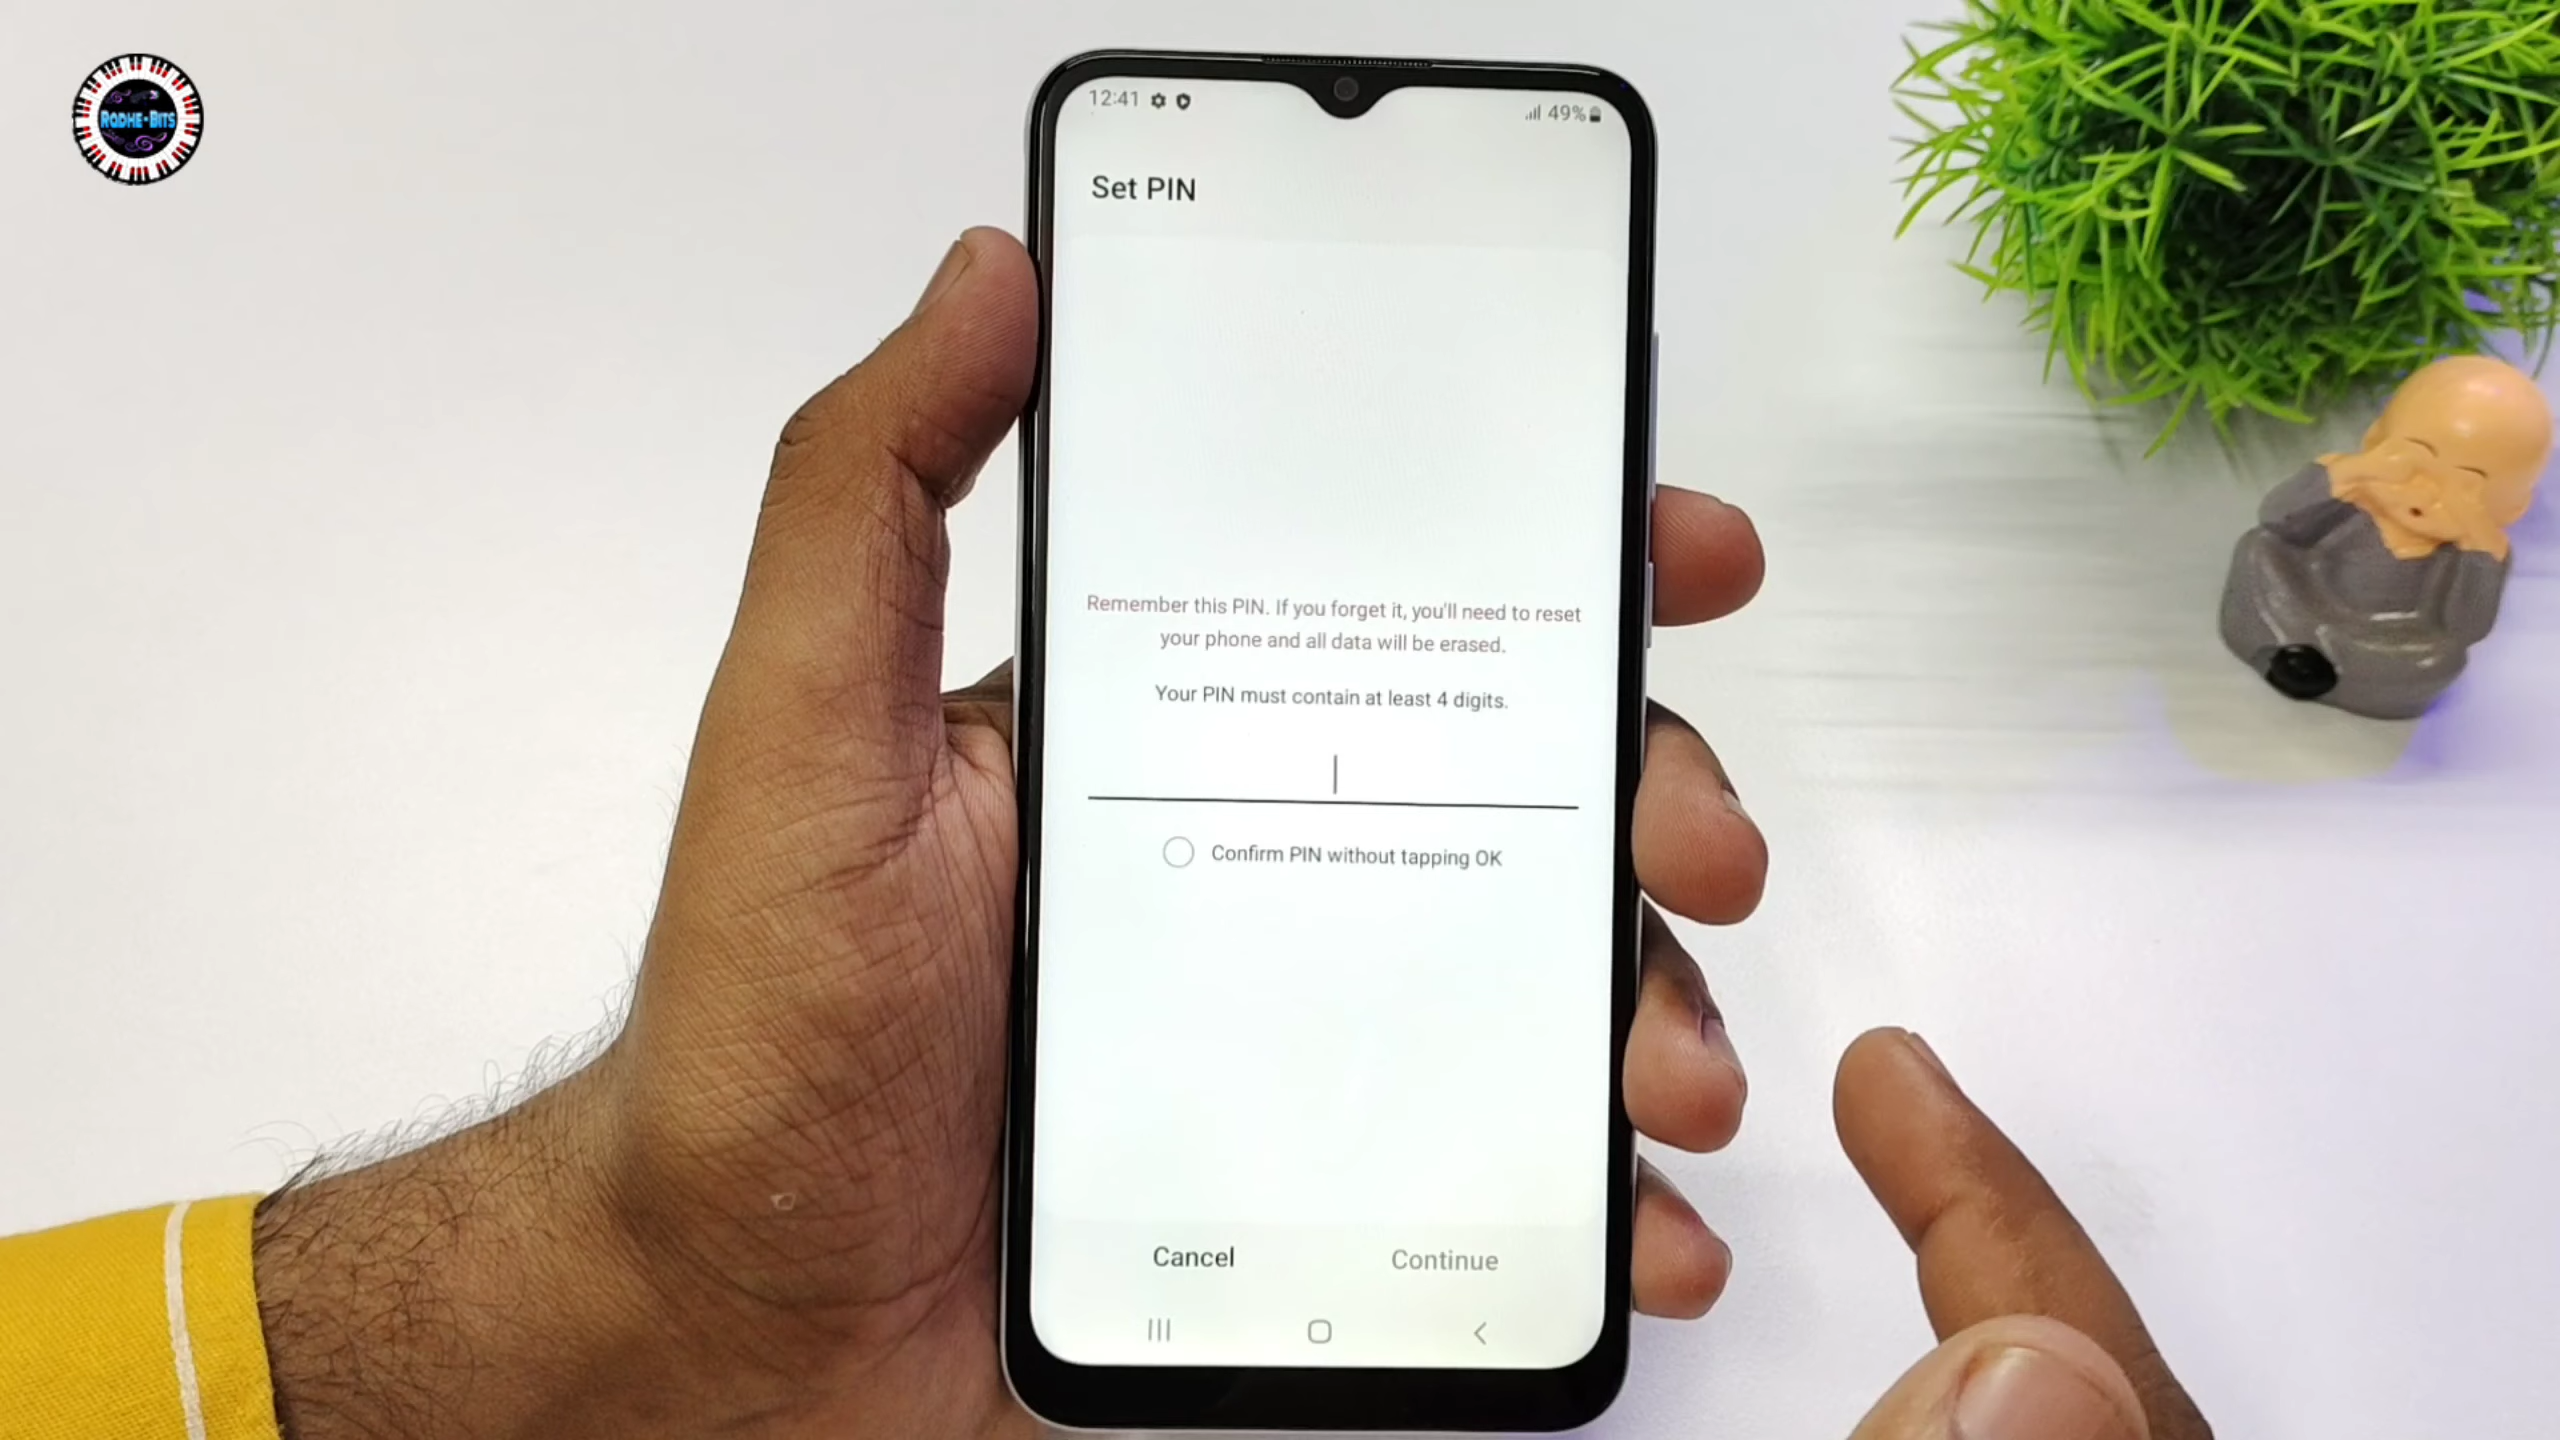 RODHE-BITS
12:41
49%
Set PIN
Remember this PIN. If you forget it, you'll need to reset
your phone and all data will be erased.
Your PIN must contain at least 4 digits.
Confirm PIN without tapping OK
Cancel
Continue